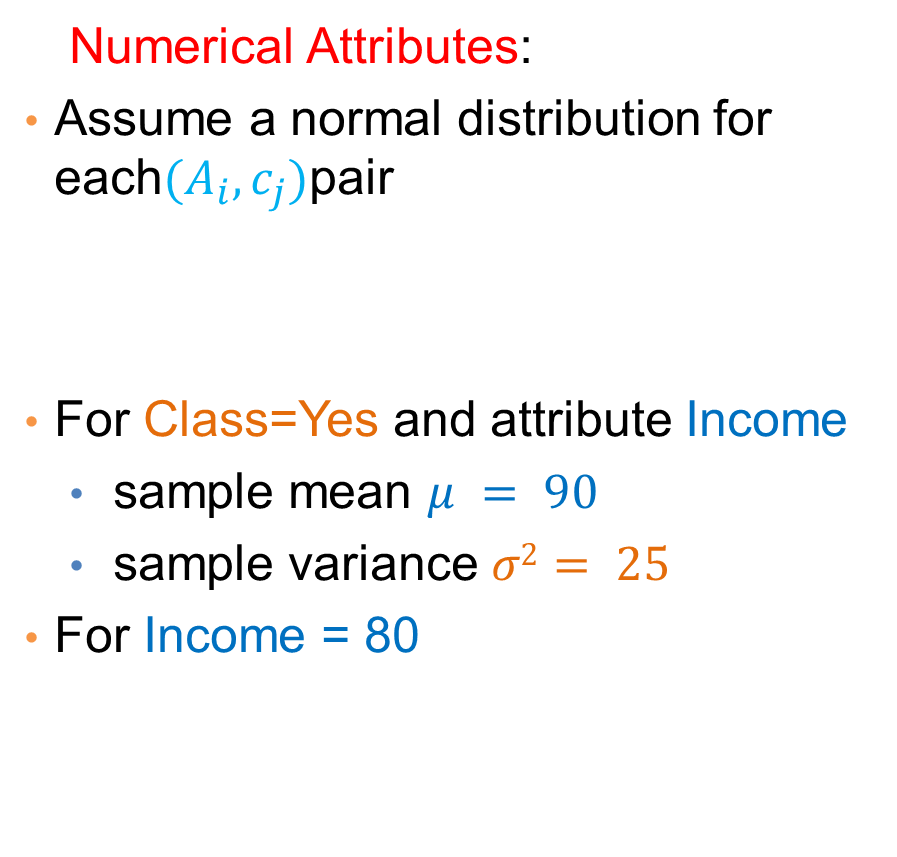 Numerical Attributes:
• Assume a normal distribution for
each(𝐴ᵢ, 𝑐ⱼ)pair
• For Class=Yes and attribute Income
• sample mean 𝜇 = 90
• sample variance 𝜎² = 25
• For Income = 80